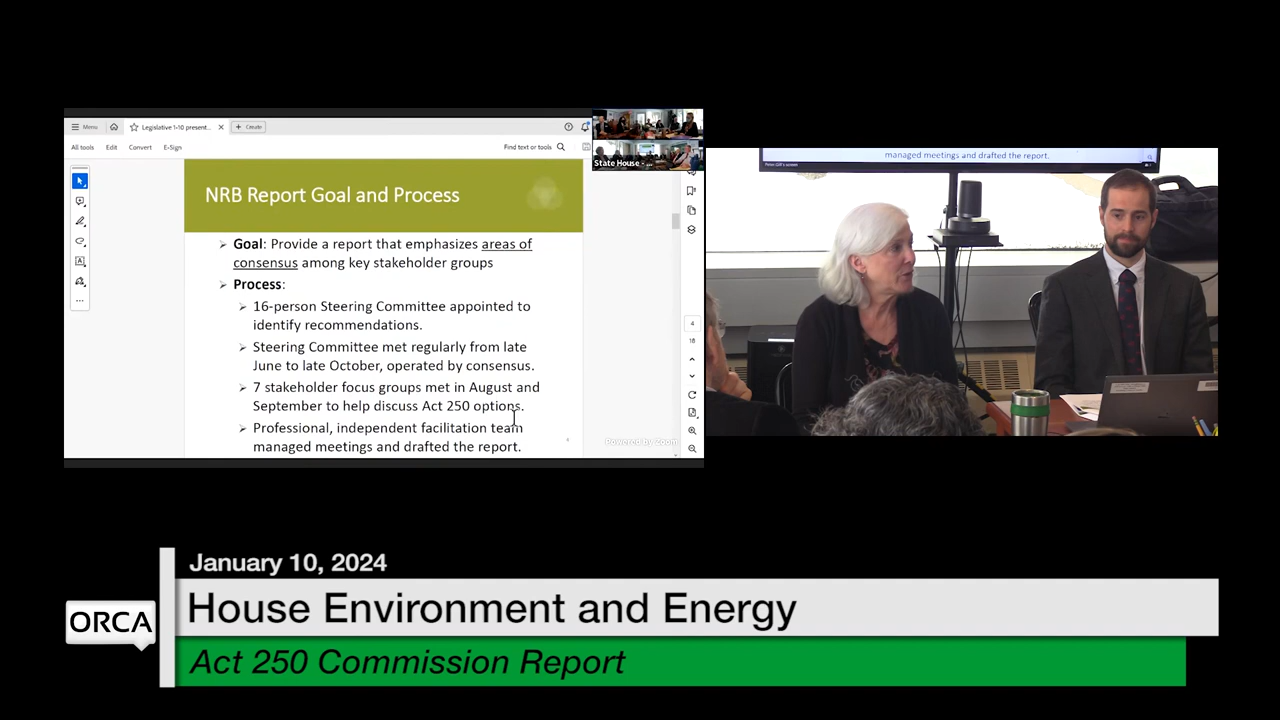 Menu
Legislative 1-10 present...
Create
All tools
Edit
Convert
E-Sign
Find text or tools
State House - ...
NRB Report Goal and Process
Goal: Provide a report that emphasizes areas of
consensus among key stakeholder groups
Process:
16-person Steering Committee appointed to
identify recommendations.
Steering Committee met regularly from late
June to late October, operated by consensus.
7 stakeholder focus groups met in August and
September to help discuss Act 250 options.
Professional, independent facilitation team
managed meetings and drafted the report.
4
Powered by Zoom
managed meetings and drafted the report.
January 10, 2024
House Environment and Energy
ORCA
Act 250 Commission Report